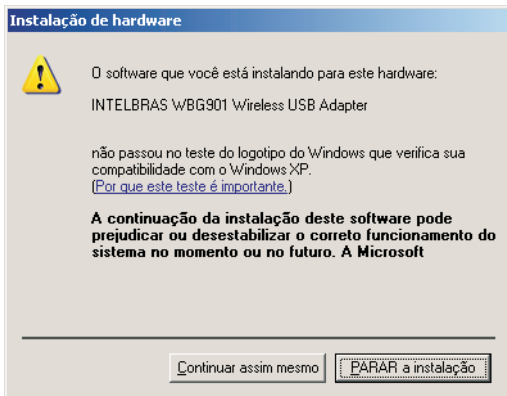 Instalação de hardware
O software que você está instalando para este hardware:
INTELBRAS WBG901 Wireless USB Adapter
não passou no teste do logotipo do Windows que verifica sua
compatibilidade com o Windows XP.
(Por que este teste é importante.)
A continuação da instalação deste software pode
prejudicar ou desestabilizar o correto funcionamento do
sistema no momento ou no futuro. A Microsoft
Continuar assim mesmo
PARAR a instalação